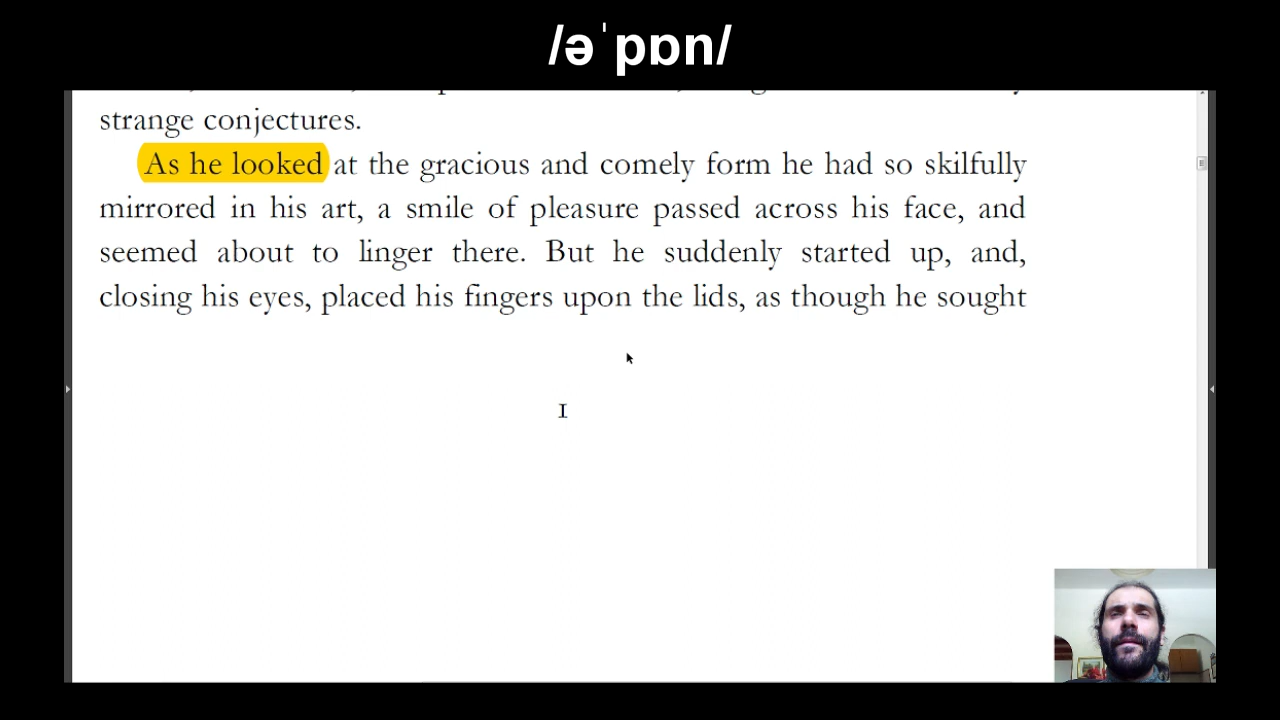 /əˈpɒn/
strange conjectures.
As he looked at the gracious and comely form he had so skilfully
mirrored in his art, a smile of pleasure passed across his face, and
seemed about to linger there. But he suddenly started up, and,
closing his eyes, placed his fingers upon the lids, as though he sought
I